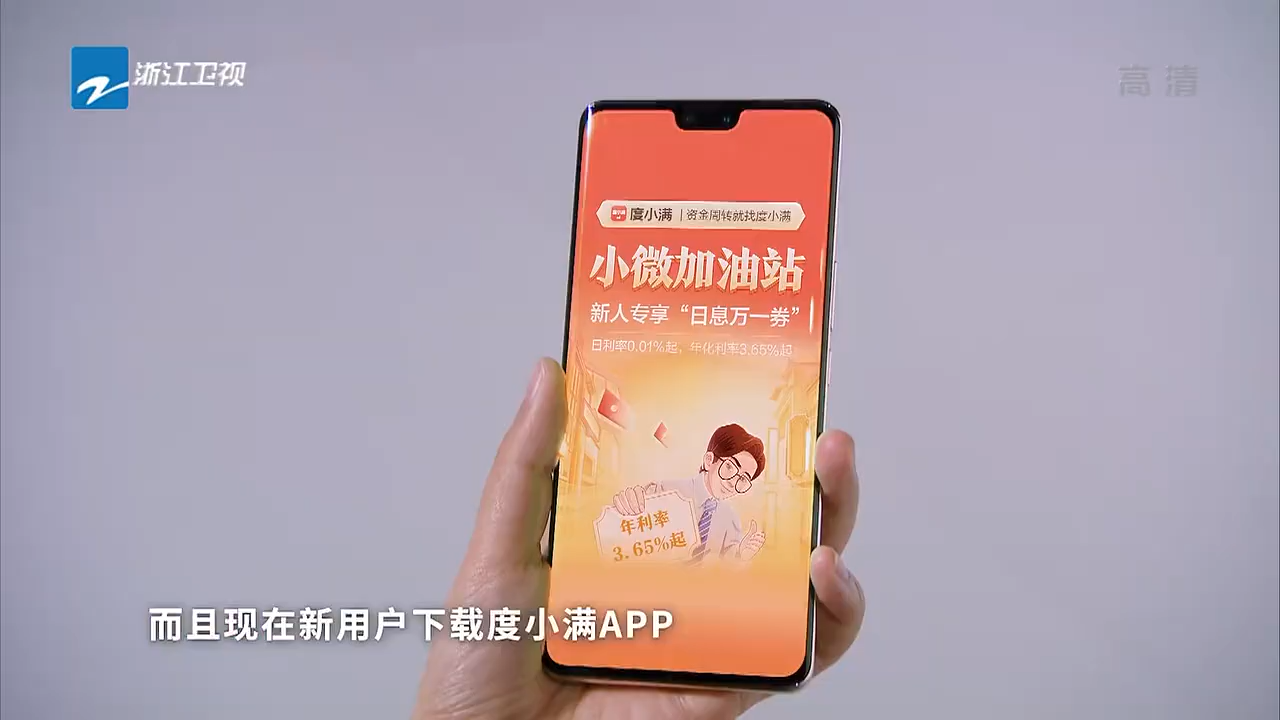 浙江卫视
高清
度小满 | 资金周转就找度小满
小微加油站
新人专享“日息万一券”
日利率0.01%起，年化利率3.65%起
年利率
3.65%起
而且现在新用户下载度小满APP